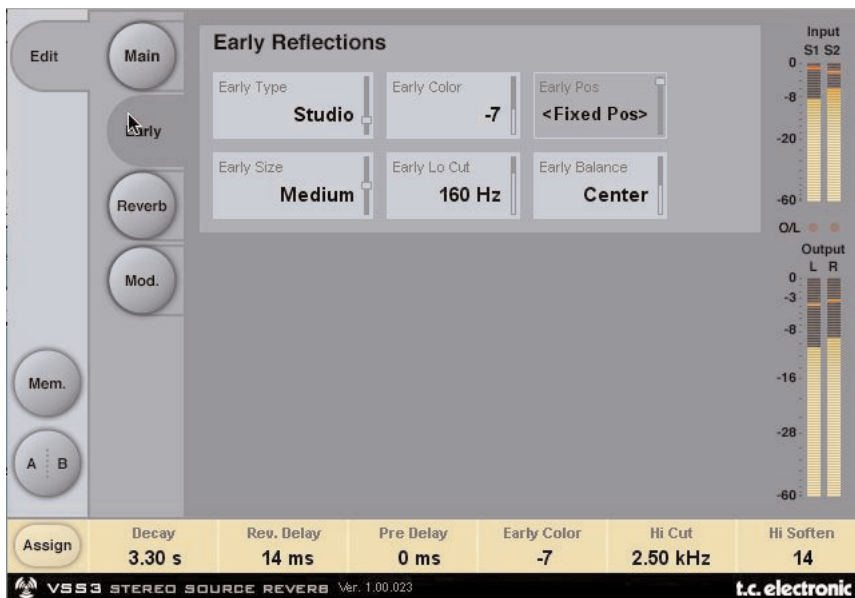 Edit
Main
Early
Reverb
Mod.
Mem.
A B
Early Reflections
Early Type
Studio
Early Color
-7
Early Pos
<Fixed Pos>
Early Size
Medium
Early Lo Cut
160 Hz
Early Balance
Center
Input
S1 S2
0
-8
-20
-60
O/L
Output
L R
0
-3
-8
-16
-28
-60
Assign
Decay
3.30 s
Rev. Delay
14 ms
Pre Delay
0 ms
Early Color
-7
Hi Cut
2.50 kHz
Hi Soften
14
VSS3 STEREO SOURCE REVERB Ver. 1.00.023
t.c. electronic